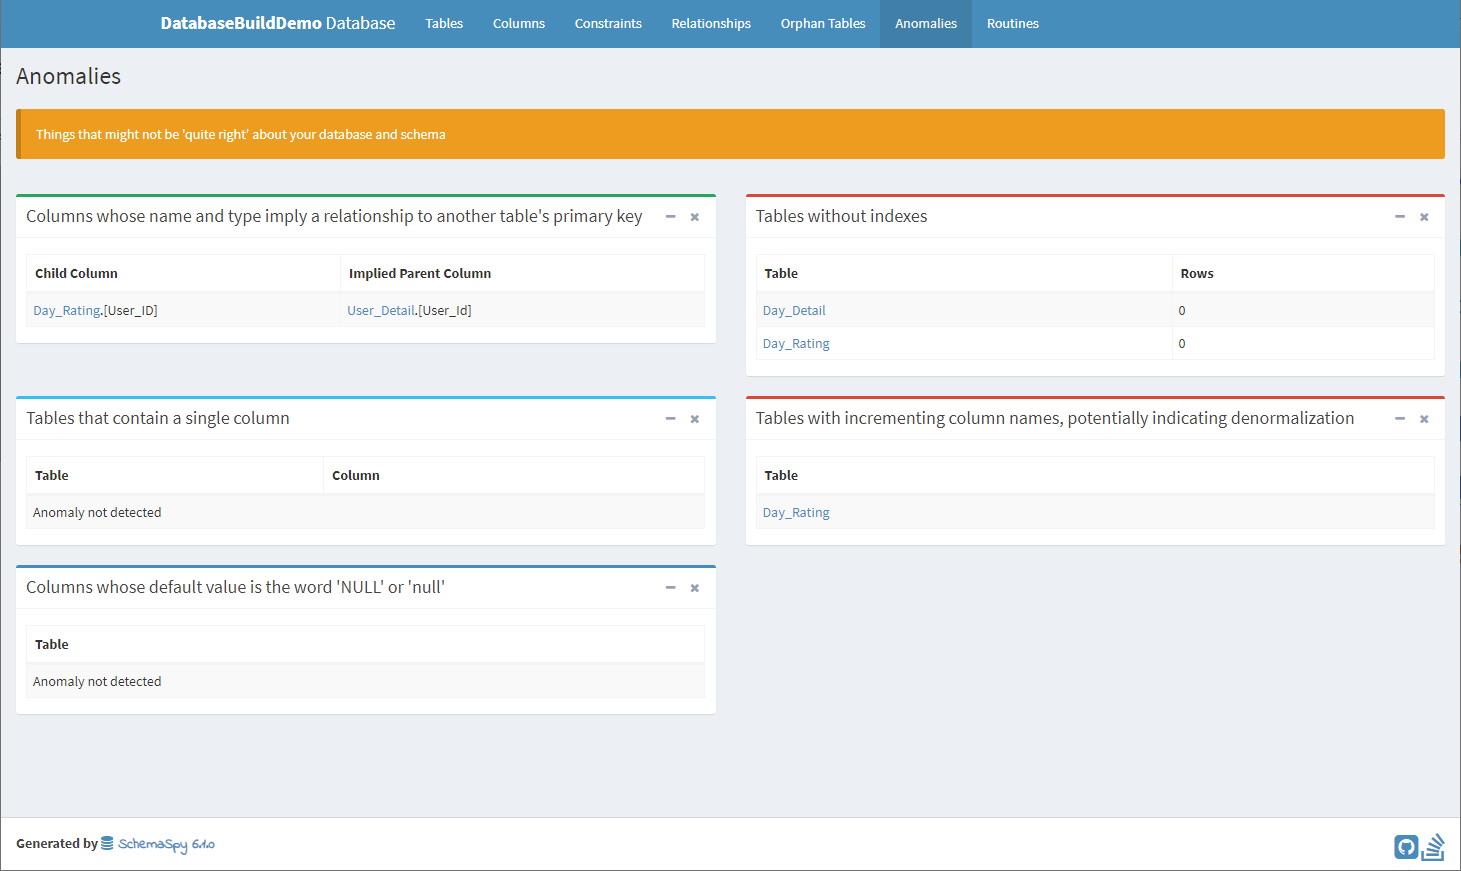 DatabaseBuildDemo Database Tables Columns Constraints Relationships Orphan Tables Anomalies Routines
Anomalies
Things that might not be 'quite right' about your database and schema
Columns whose name and type imply a relationship to another table's primary key
Child Column Implied Parent Column
Day_Rating.[User_ID] User_Detail.[User_Id]
Tables without indexes
Table Rows
Day_Detail 0
Day_Rating 0
Tables that contain a single column
Table Column
Anomaly not detected
Tables with incrementing column names, potentially indicating denormalization
Table
Day_Rating
Columns whose default value is the word 'NULL' or 'null'
Table
Anomaly not detected
Generated by SchemaSpy 6.1.0